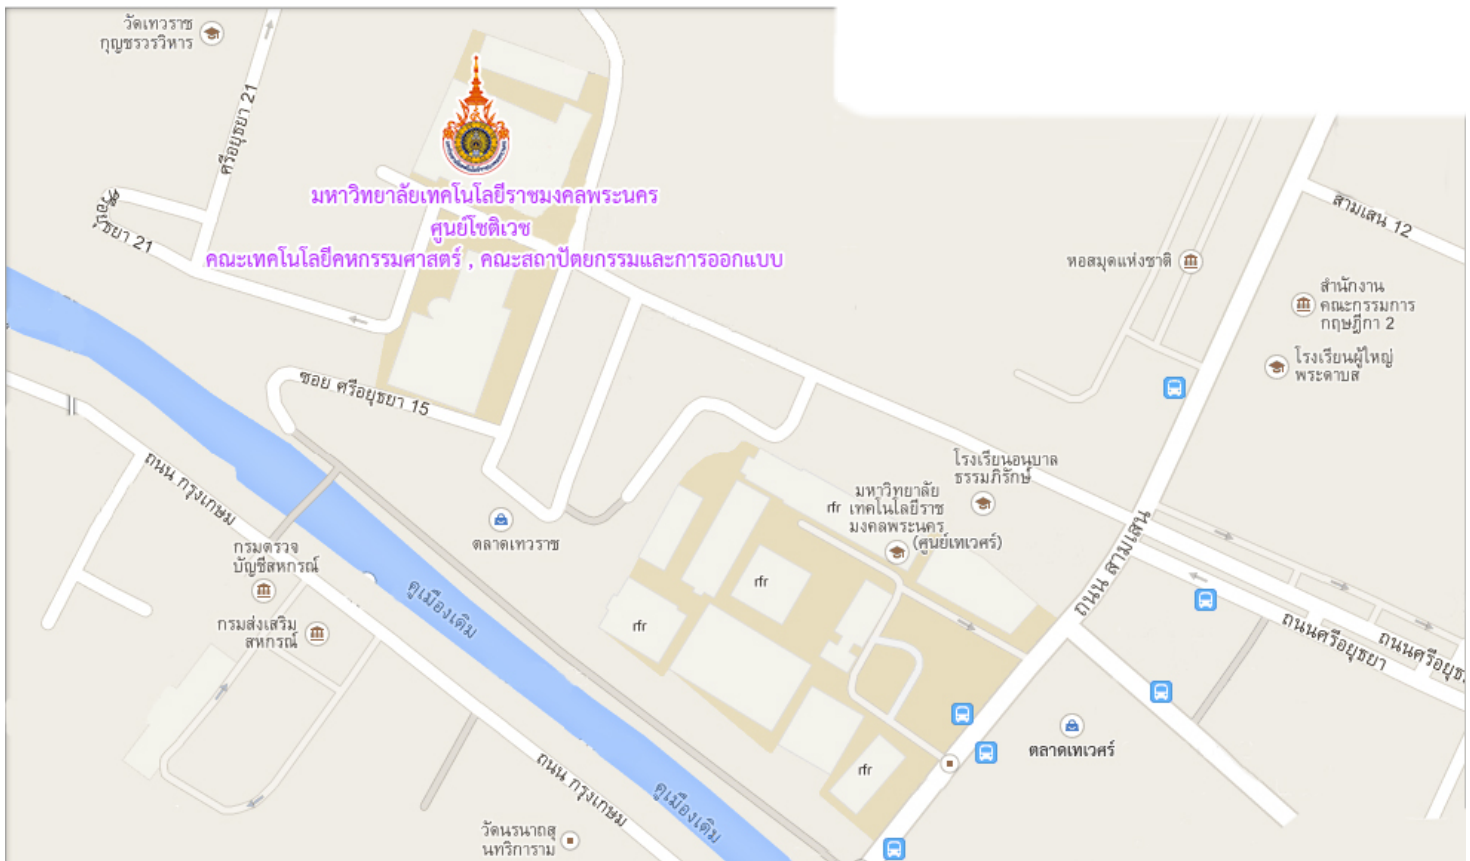 วัดเทวราช
กุญชรวรวิหาร
ศรีอยุธยา 21
มหาวิทยาลัยเทคโนโลยีราชมงคลพระนคร
ศูนย์โชติเวช
คณะเทคโนโลยีคหกรรมศาสตร์ , คณะสถาปัตยกรรมและการออกแบบ
ศรีอยุธยา 21
สามเสน 12
หอสมุดแห่งชาติ
สำนักงาน
คณะกรรมการ
กฤษฎีกา 2
โรงเรียนผู้ใหญ่
พระดาบส
ซอย ศรีอยุธยา 15
ถนน กรุงเกษม
โรงเรียนอนุบาล
ธรรมภิรักษ์
มหาวิทยาลัย
rfr เทคโนโลยีราช
มงคลพระนคร
(ศูนย์เทเวศร์)
ตลาดเทวราช
ถนน สามเสน
กรมตรวจ
บัญชีสหกรณ์
rfr
คูเมืองเดิม
กรมส่งเสริม
สหกรณ์
rfr
ถนนศรีอยุธยา
ถนนศรีอยุธ
ตลาดเทเวศร์
rfr
ถนน กรุงเกษม
คูเมืองเดิม
วัดนรนาถสุ
นทริการาม